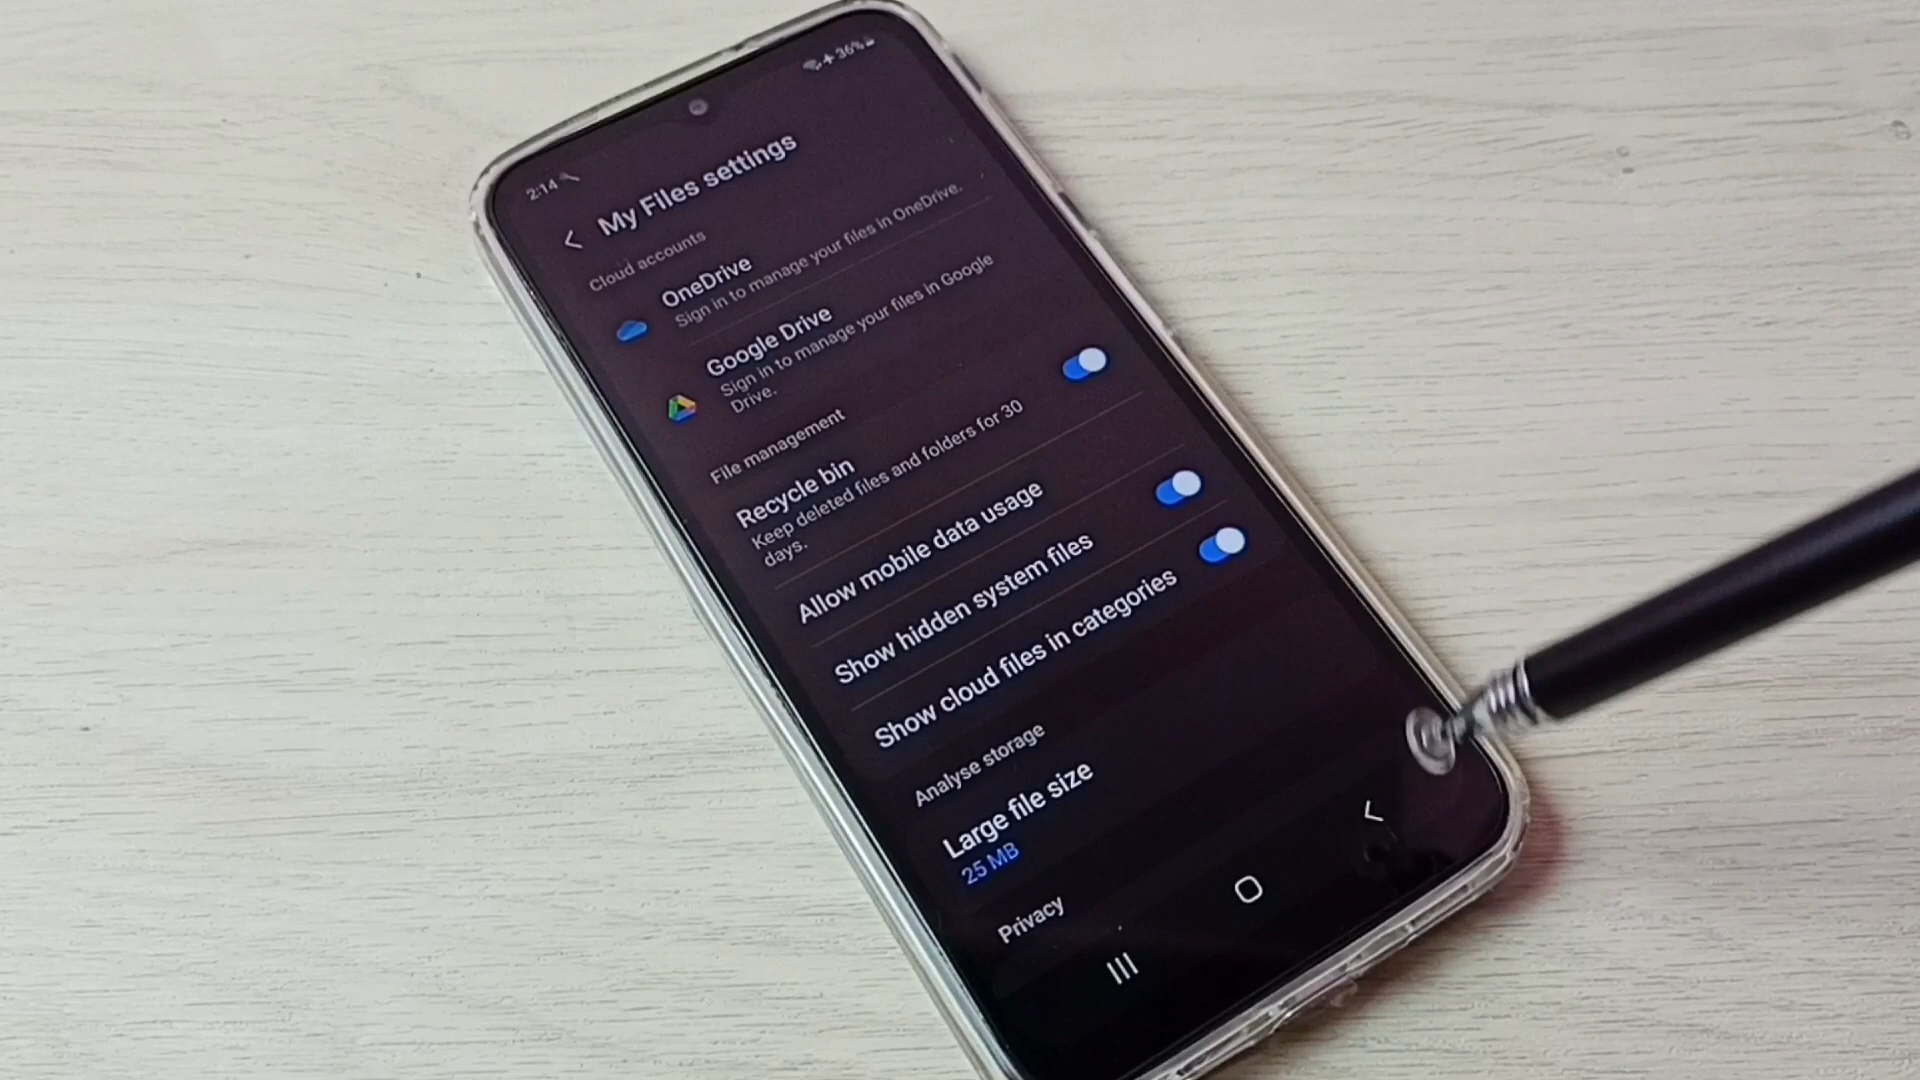 2:14
36%
My Files settings
Cloud accounts
OneDrive
Sign in to manage your files in OneDrive.
Google Drive
Sign in to manage your files in Google
Drive.
File management
Recycle bin
Keep deleted files and folders for 30
days.
Allow mobile data usage
Show hidden system files
Show cloud files in categories
Analyse storage
Large file size
25 MB
Privacy